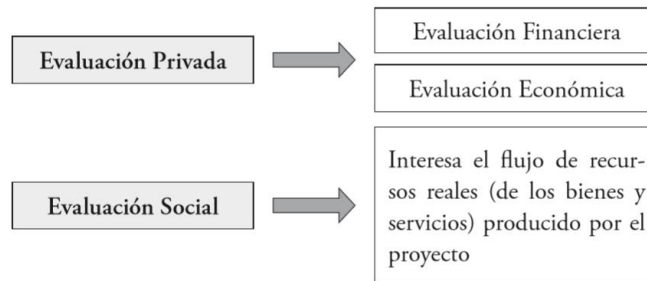 Evaluación Privada
Evaluación Financiera
Evaluación Económica
Evaluación Social
Interesa el flujo de recur-
sos reales (de los bienes y
servicios) producido por el
proyecto